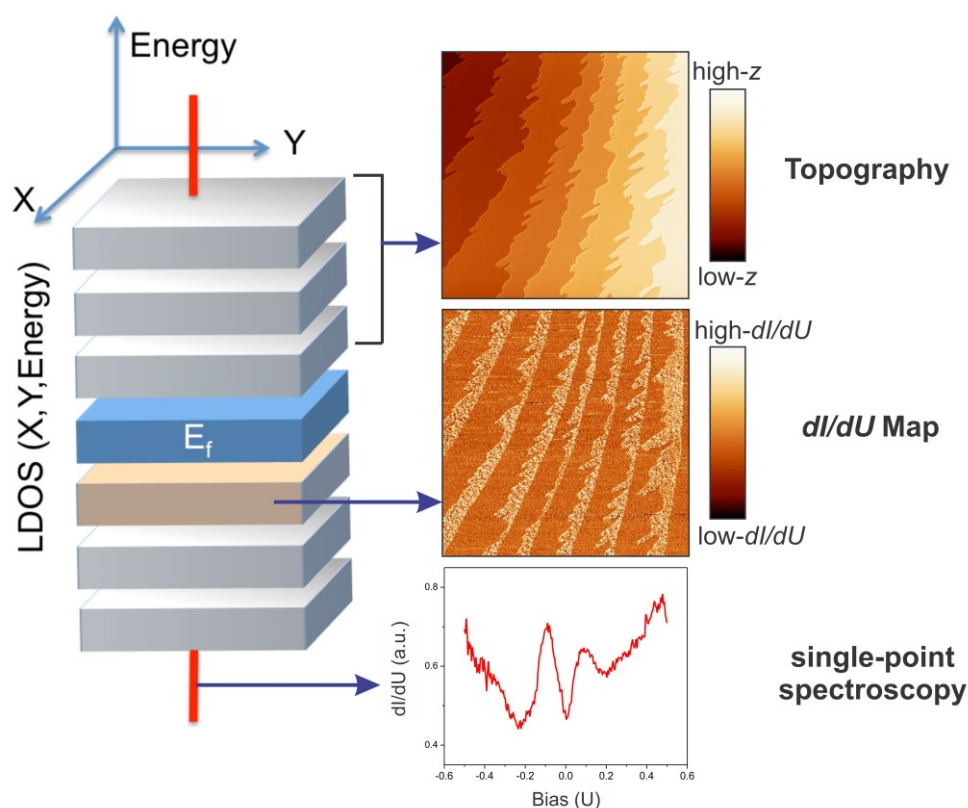 Energy
Y
X
LDOS (X, Y,Energy)
E_f
high-z
low-z
Topography
high-dI/dU
low-dI/dU
dI/dU Map
0.8
0.6
0.4
dI/dU (a.u.)
-0.6 -0.4 -0.2 0.0 0.2 0.4 0.6
Bias (U)
single-point
spectroscopy